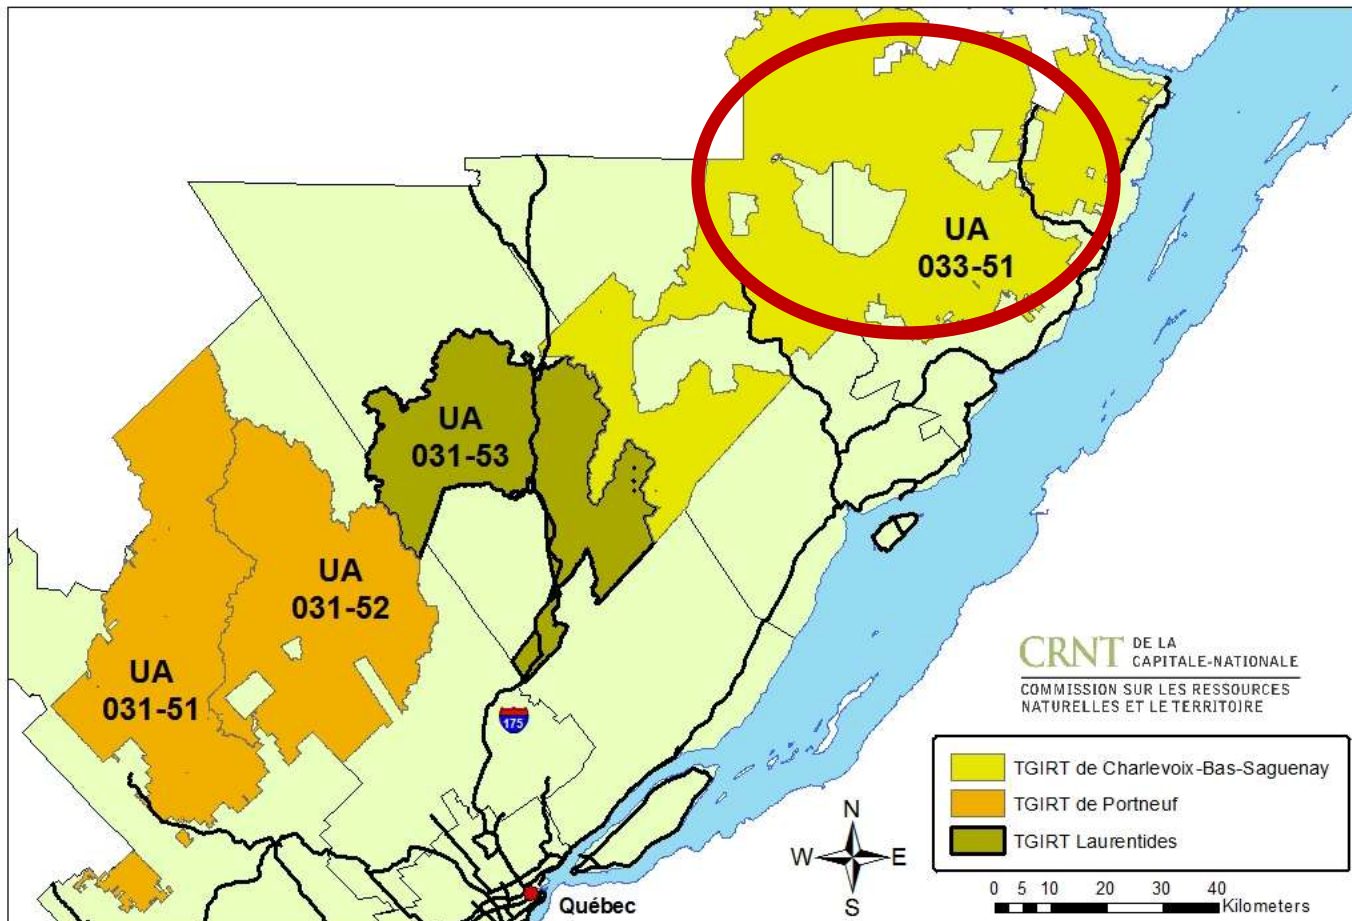 UA
033-51
UA
031-53
UA
031-52
UA
031-51
175
CRNT DE LA
CAPITALE-NATIONALE
COMMISSION SUR LES RESSOURCES
NATURELLES ET LE TERRITOIRE
TGIRT de Charlevoix-Bas-Saguenay
TGIRT de Portneuf
TGIRT Laurentides
N
W E
S
0 5 10 20 30 40
Kilometers
Québec